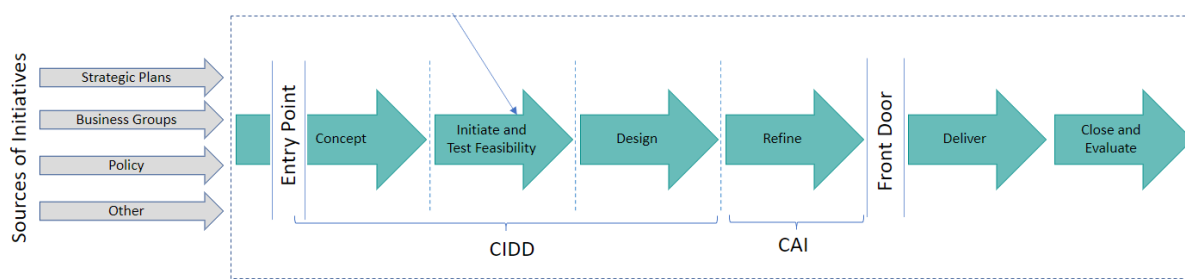 Sources of Initiatives
Strategic Plans
Business Groups
Policy
Other
Entry Point
Concept
Initiate and
Test Feasibility
Design
Refine
Front Door
Deliver
Close and
Evaluate
CIDD
CAI